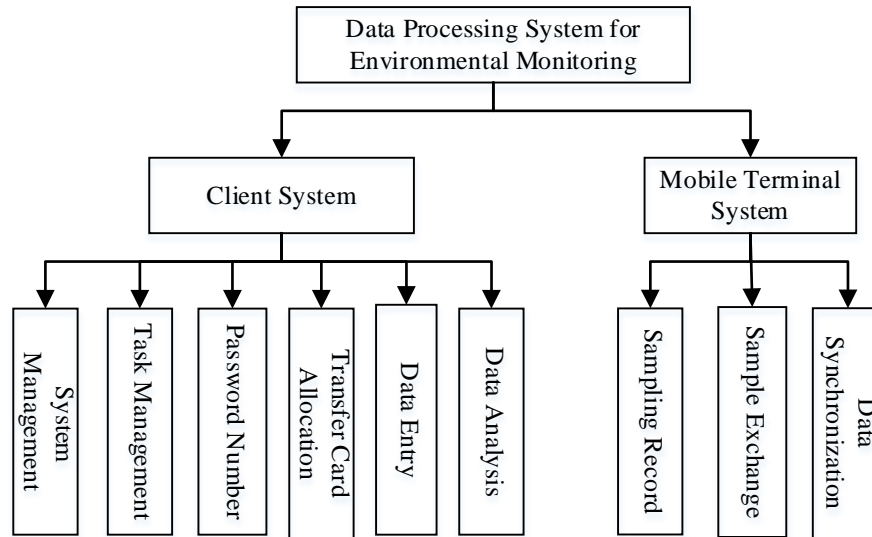 Data Processing System for
Environmental Monitoring
Client System
Mobile Terminal
System
System
Management
Task Management
Password Number
Transfer Card
Allocation
Data Entry
Data Analysis
Sampling Record
Sample Exchange
Data
Synchronization